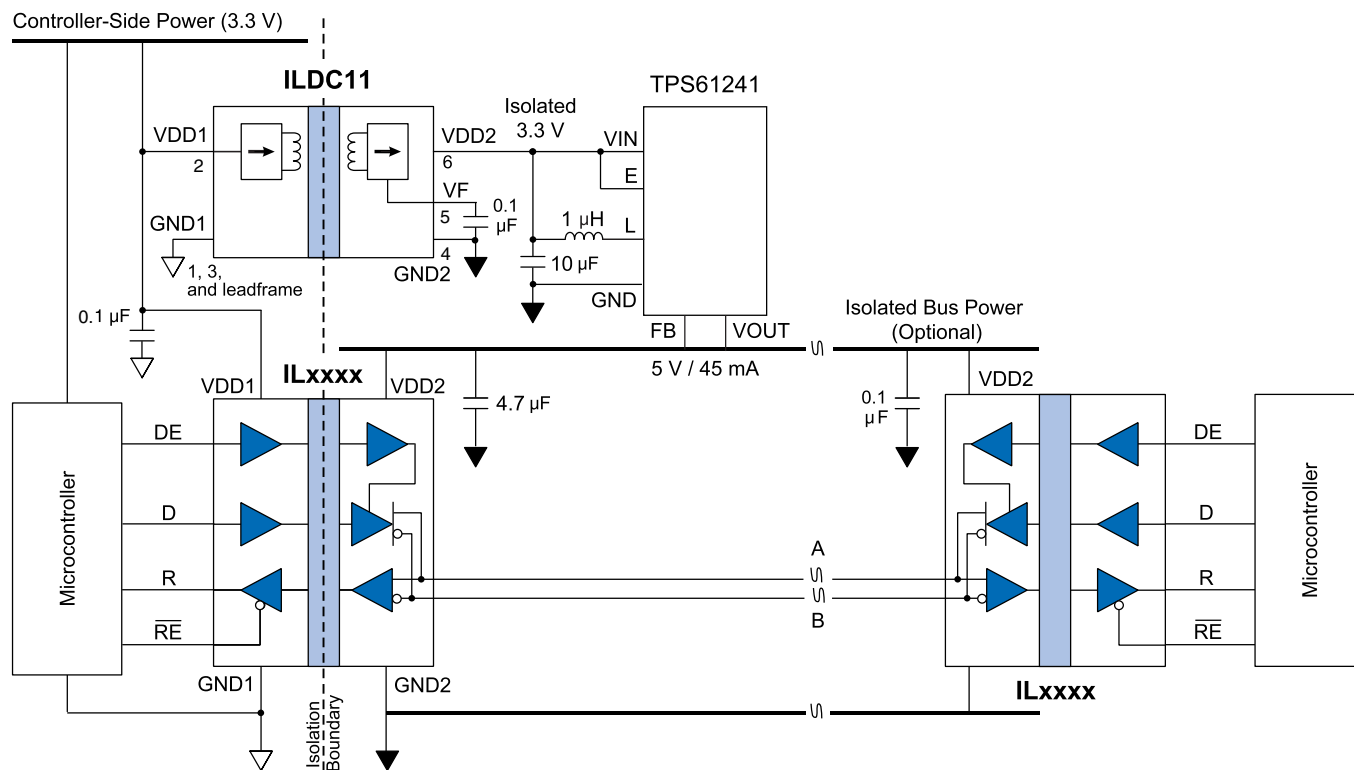 Controller-Side Power (3.3 V)
ILDC11
TPS61241
Isolated
3.3 V
VDD1
2
VDD2
6
VIN
E
VF
5
0.1
µF
GND1
1 µH
L
4
GND2
10 µF
1, 3,
and leadframe
GND
0.1 µF
FB
VOUT
Isolated Bus Power
(Optional)
5 V / 45 mA
ILxxxx
VDD1
VDD2
VDD2
4.7 µF
0.1
µF
Microcontroller
DE
D
R
RE
A
B
DE
D
R
RE
Microcontroller
GND1
GND2
ILxxxx
Isolation
Boundary